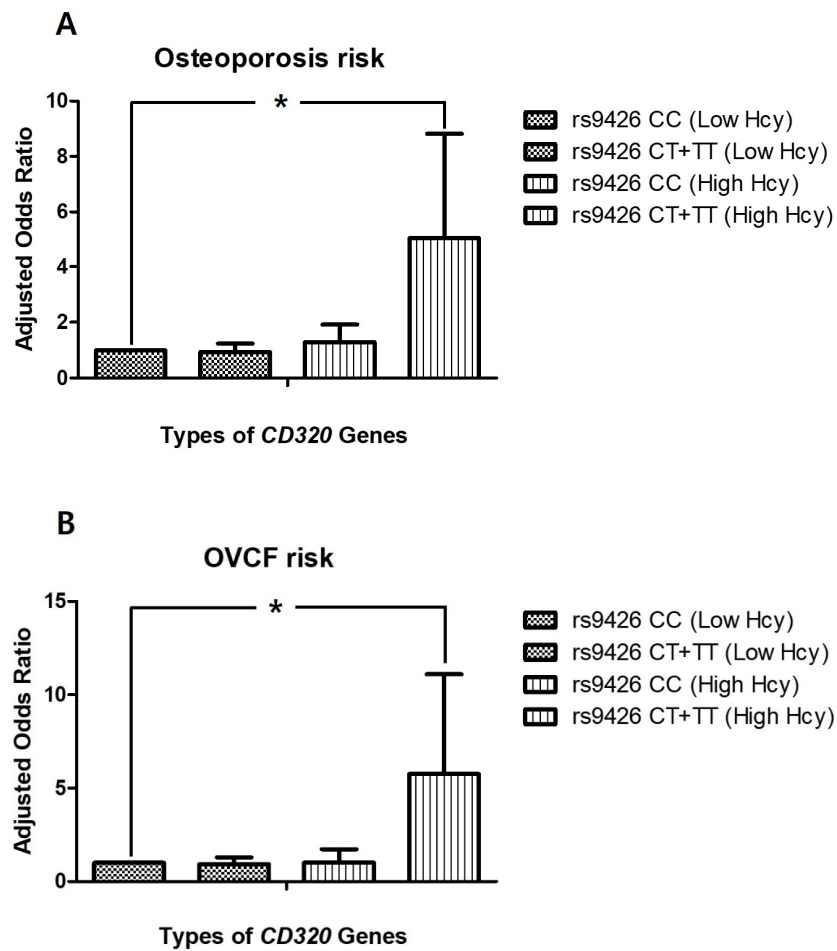 A
Osteoporosis risk
*
10
8
6
4
2
0
Adjusted Odds Ratio
Types of CD320 Genes
rs9426 CC (Low Hcy)
rs9426 CT+TT (Low Hcy)
rs9426 CC (High Hcy)
rs9426 CT+TT (High Hcy)
B
OVCF risk
*
15
10
5
0
Adjusted Odds Ratio
Types of CD320 Genes
rs9426 CC (Low Hcy)
rs9426 CT+TT (Low Hcy)
rs9426 CC (High Hcy)
rs9426 CT+TT (High Hcy)